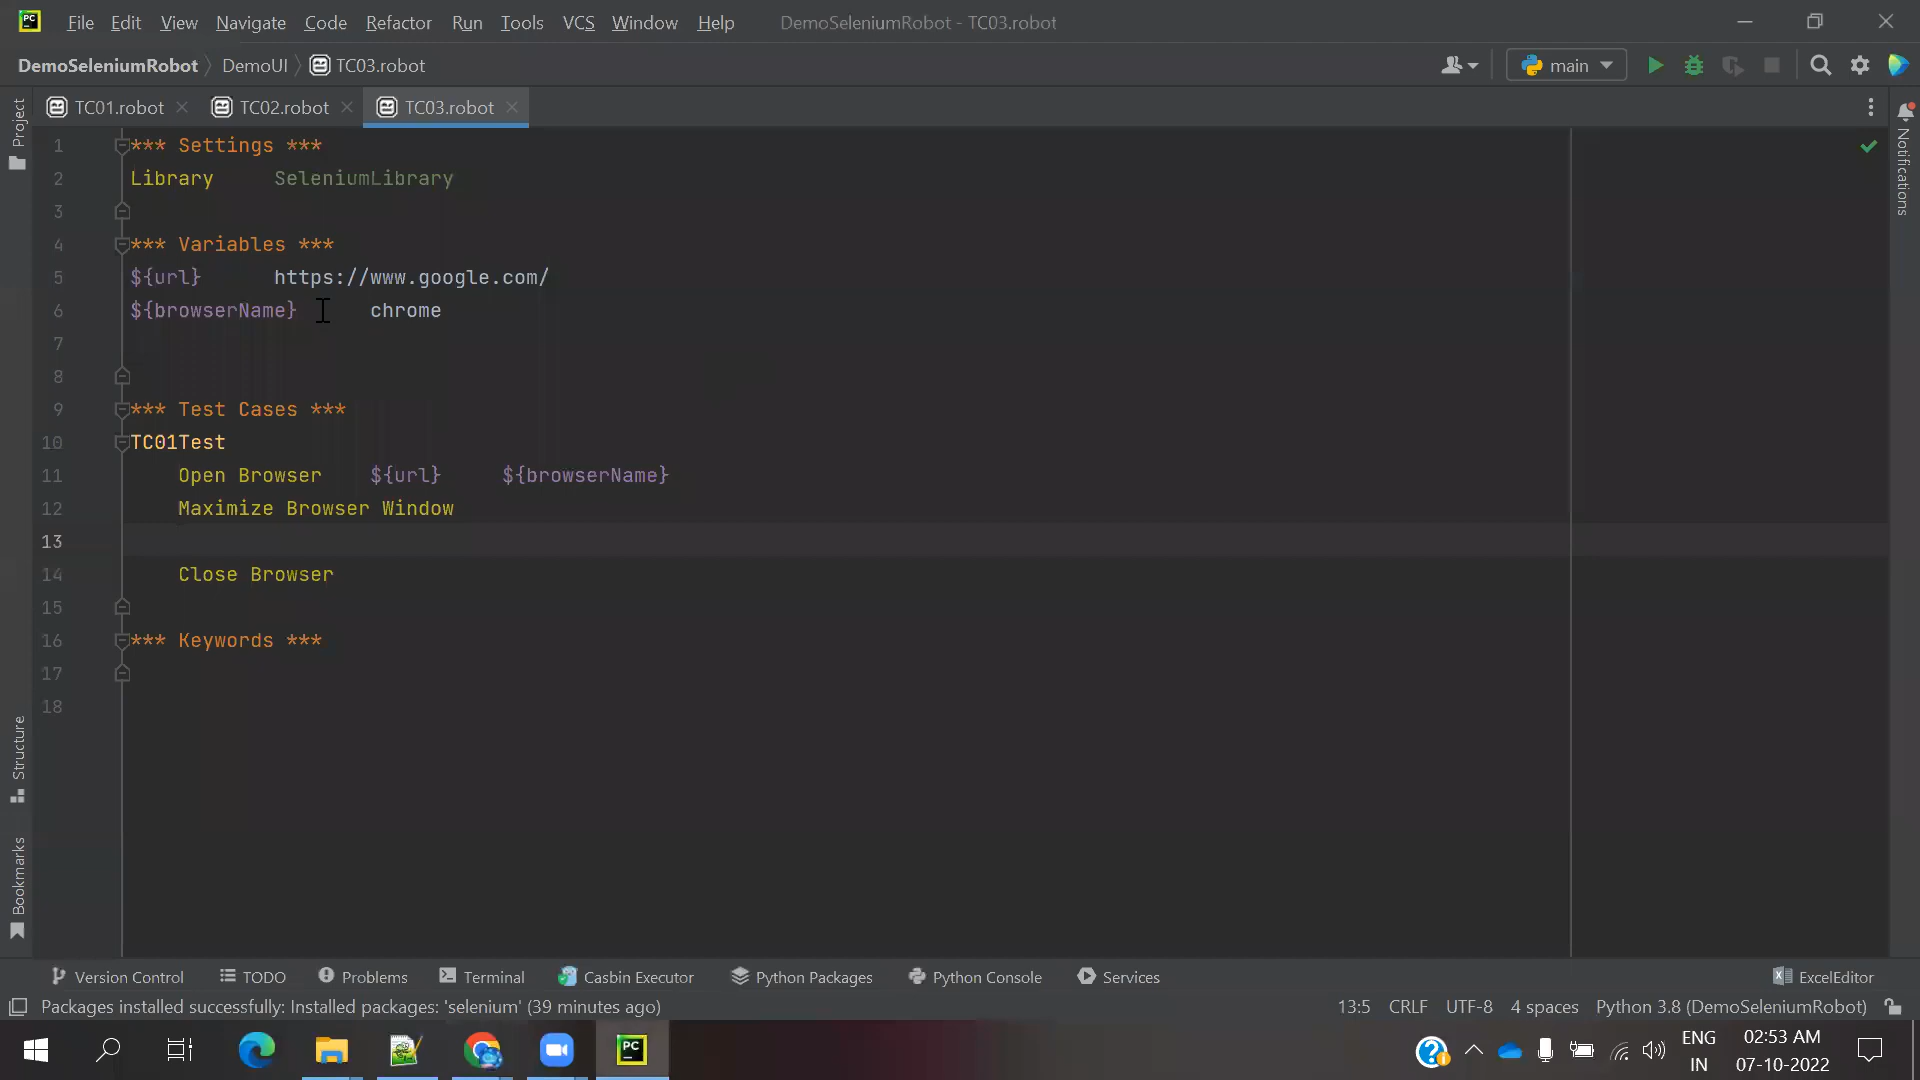 PC File Edit View Navigate Code Refactor Run Tools VCS Window Help DemoSeleniumRobot - TC03.robot
DemoSeleniumRobot DemoUI TC03.robot main
TC01.robot TC02.robot TC03.robot
Project
Notifications
1 *** Settings ***
2 Library SeleniumLibrary
3
4 *** Variables ***
5 ${url} https://www.google.com/
6 ${browserName} chrome
7
8
9 *** Test Cases ***
10 TC01Test
11 Open Browser ${url} ${browserName}
12 Maximize Browser Window
13
14 Close Browser
15
16 *** Keywords ***
17
18
Structure
Bookmarks
Version Control TODO Problems Terminal Casbin Executor Python Packages Python Console Services ExcelEditor
Packages installed successfully: Installed packages: 'selenium' (39 minutes ago) 13:5 CRLF UTF-8 4 spaces Python 3.8 (DemoSeleniumRobot)
PC
ENG 02:53 AM
IN 07-10-2022